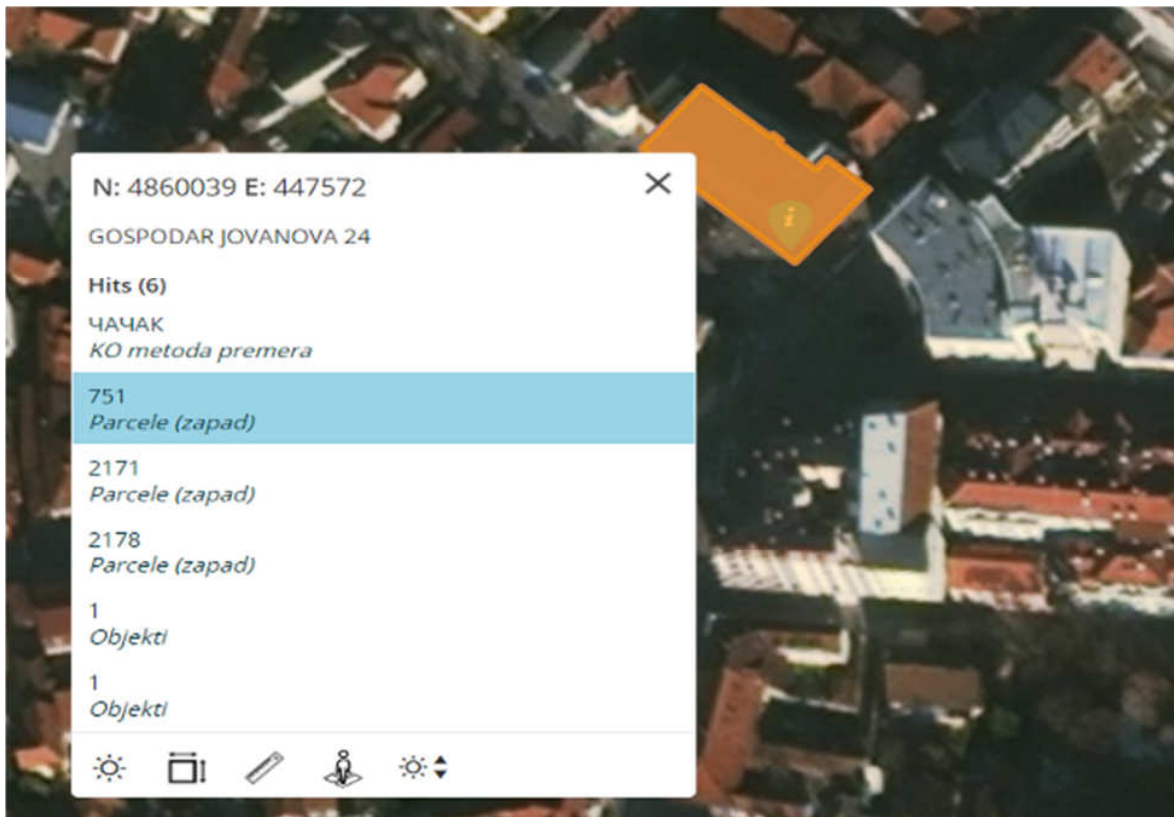 N: 4860039 E: 447572
GOSPODAR JOVANOVA 24
Hits (6)
ЧАЧАК
KO metoda premera
751
Parcele (zapad)
2171
Parcele (zapad)
2178
Parcele (zapad)
1
Objekti
1
Objekti
i